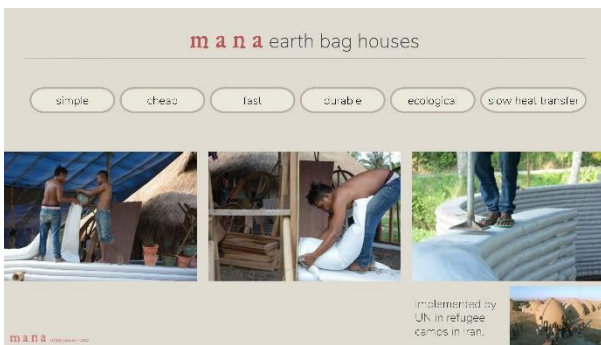 mana earth bag houses
simple
cheap
fast
durable
ecological
slow heat transfer
Implemented by
UN in refugee
camps in Iran.
mana